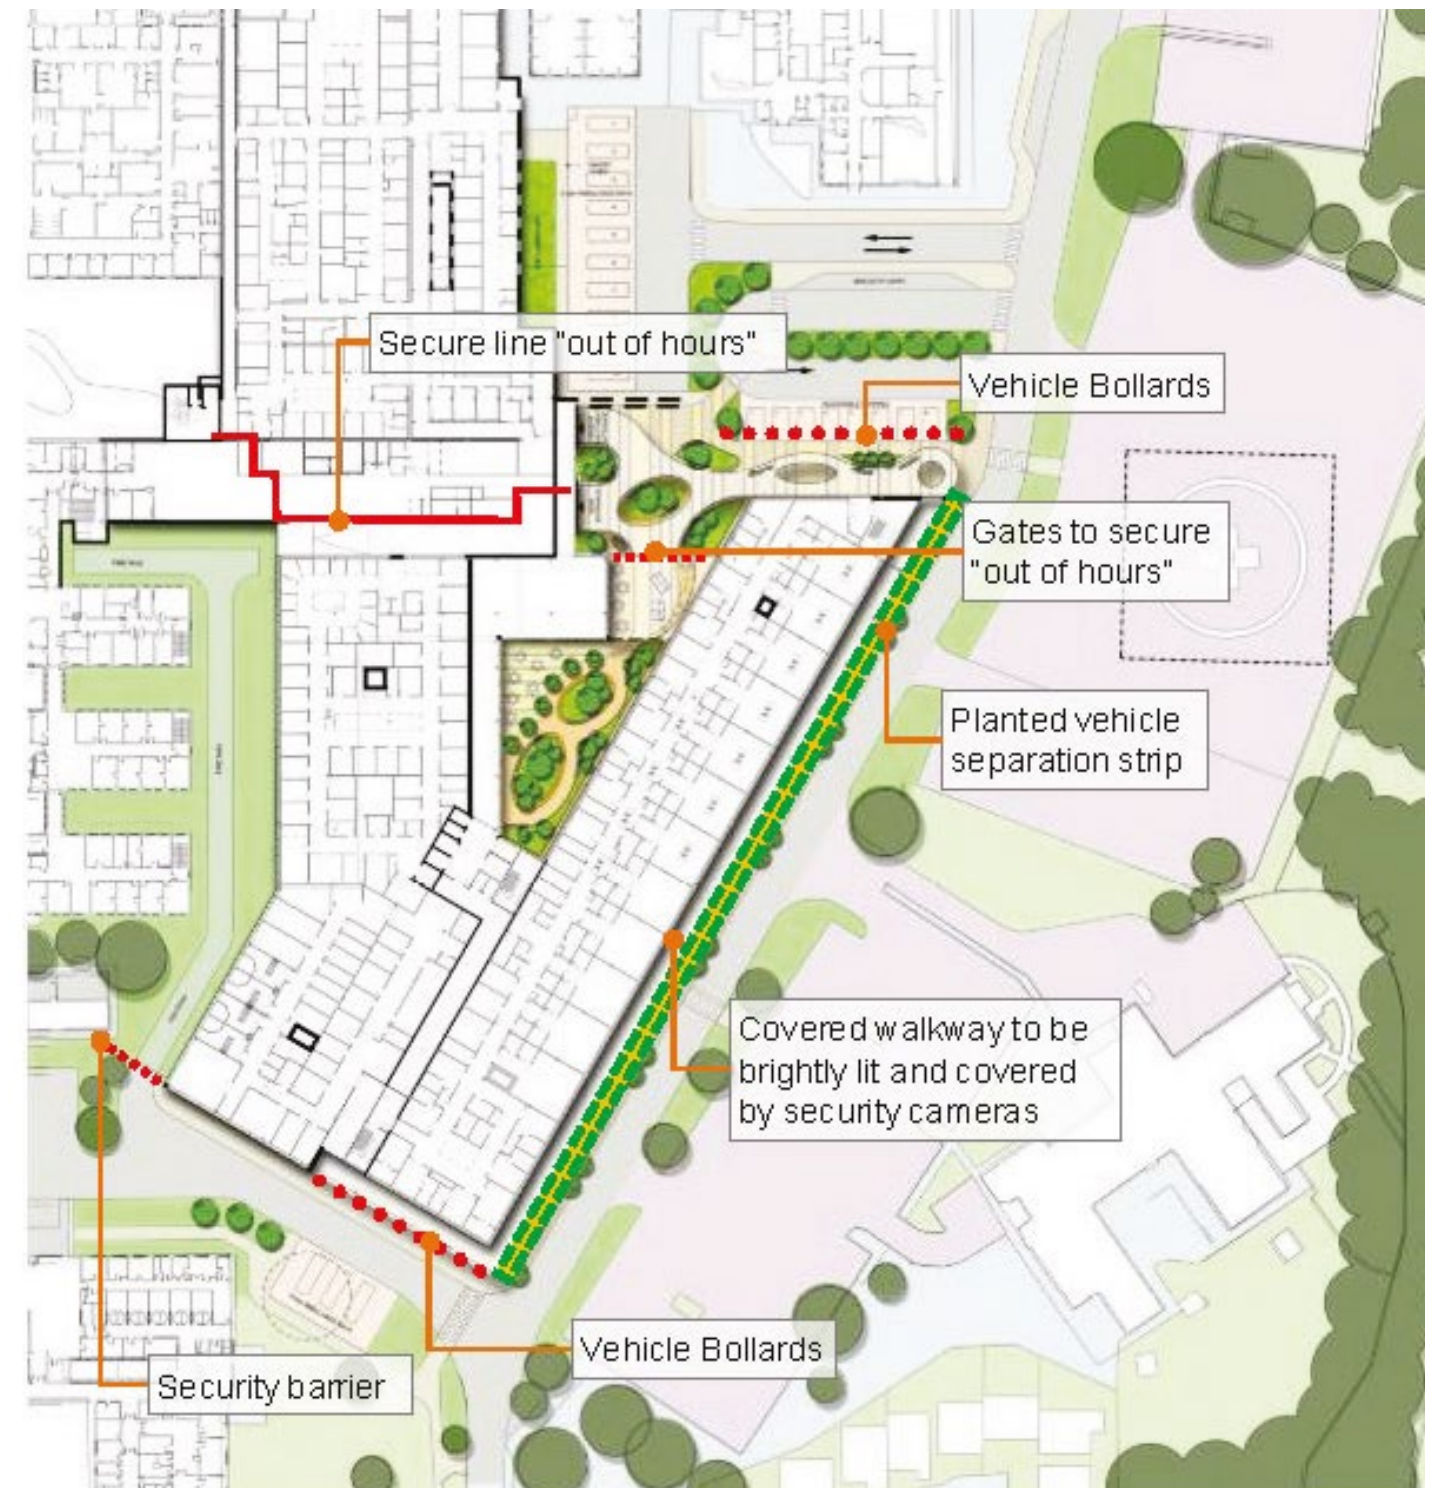 Secure line "out of hours"
Vehicle Bollards
Gates to secure
"out of hours"
Planted vehicle
separation strip
Covered walkway to be
brightly lit and covered
by security cameras
Vehicle Bollards
Security barrier